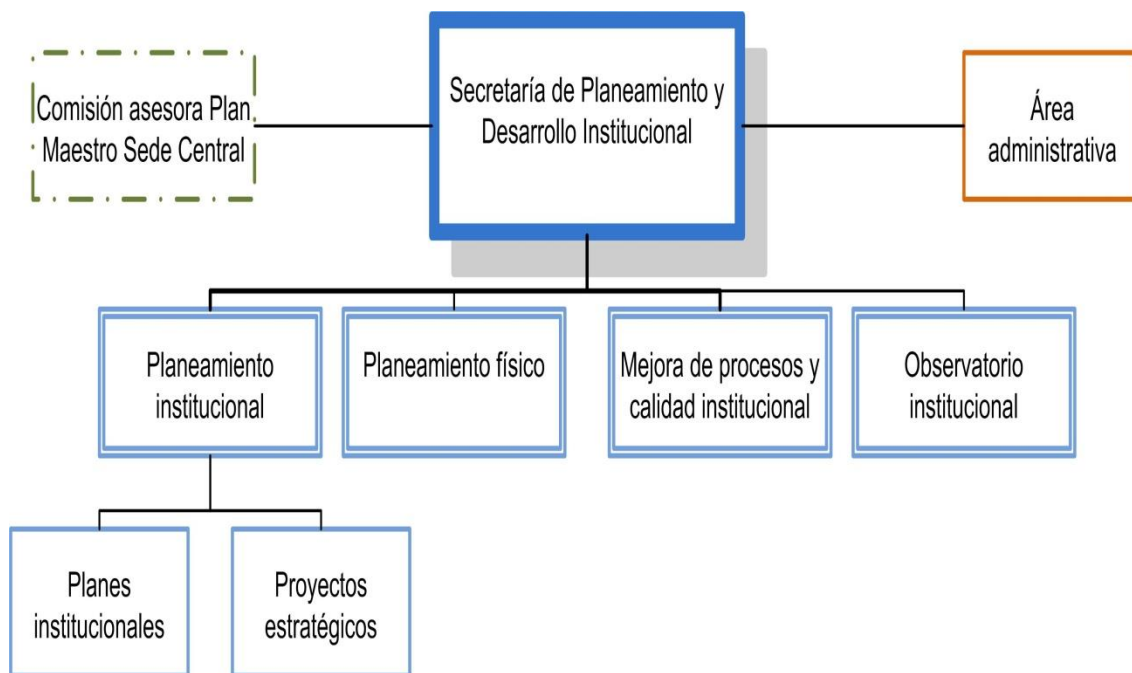 Comisión asesora Plan
Maestro Sede Central
Secretaría de Planeamiento y
Desarrollo Institucional
Área
administrativa
Planeamiento
institucional
Planeamiento físico
Mejora de procesos y
calidad institucional
Observatorio
institucional
Planes
institucionales
Proyectos
estratégicos